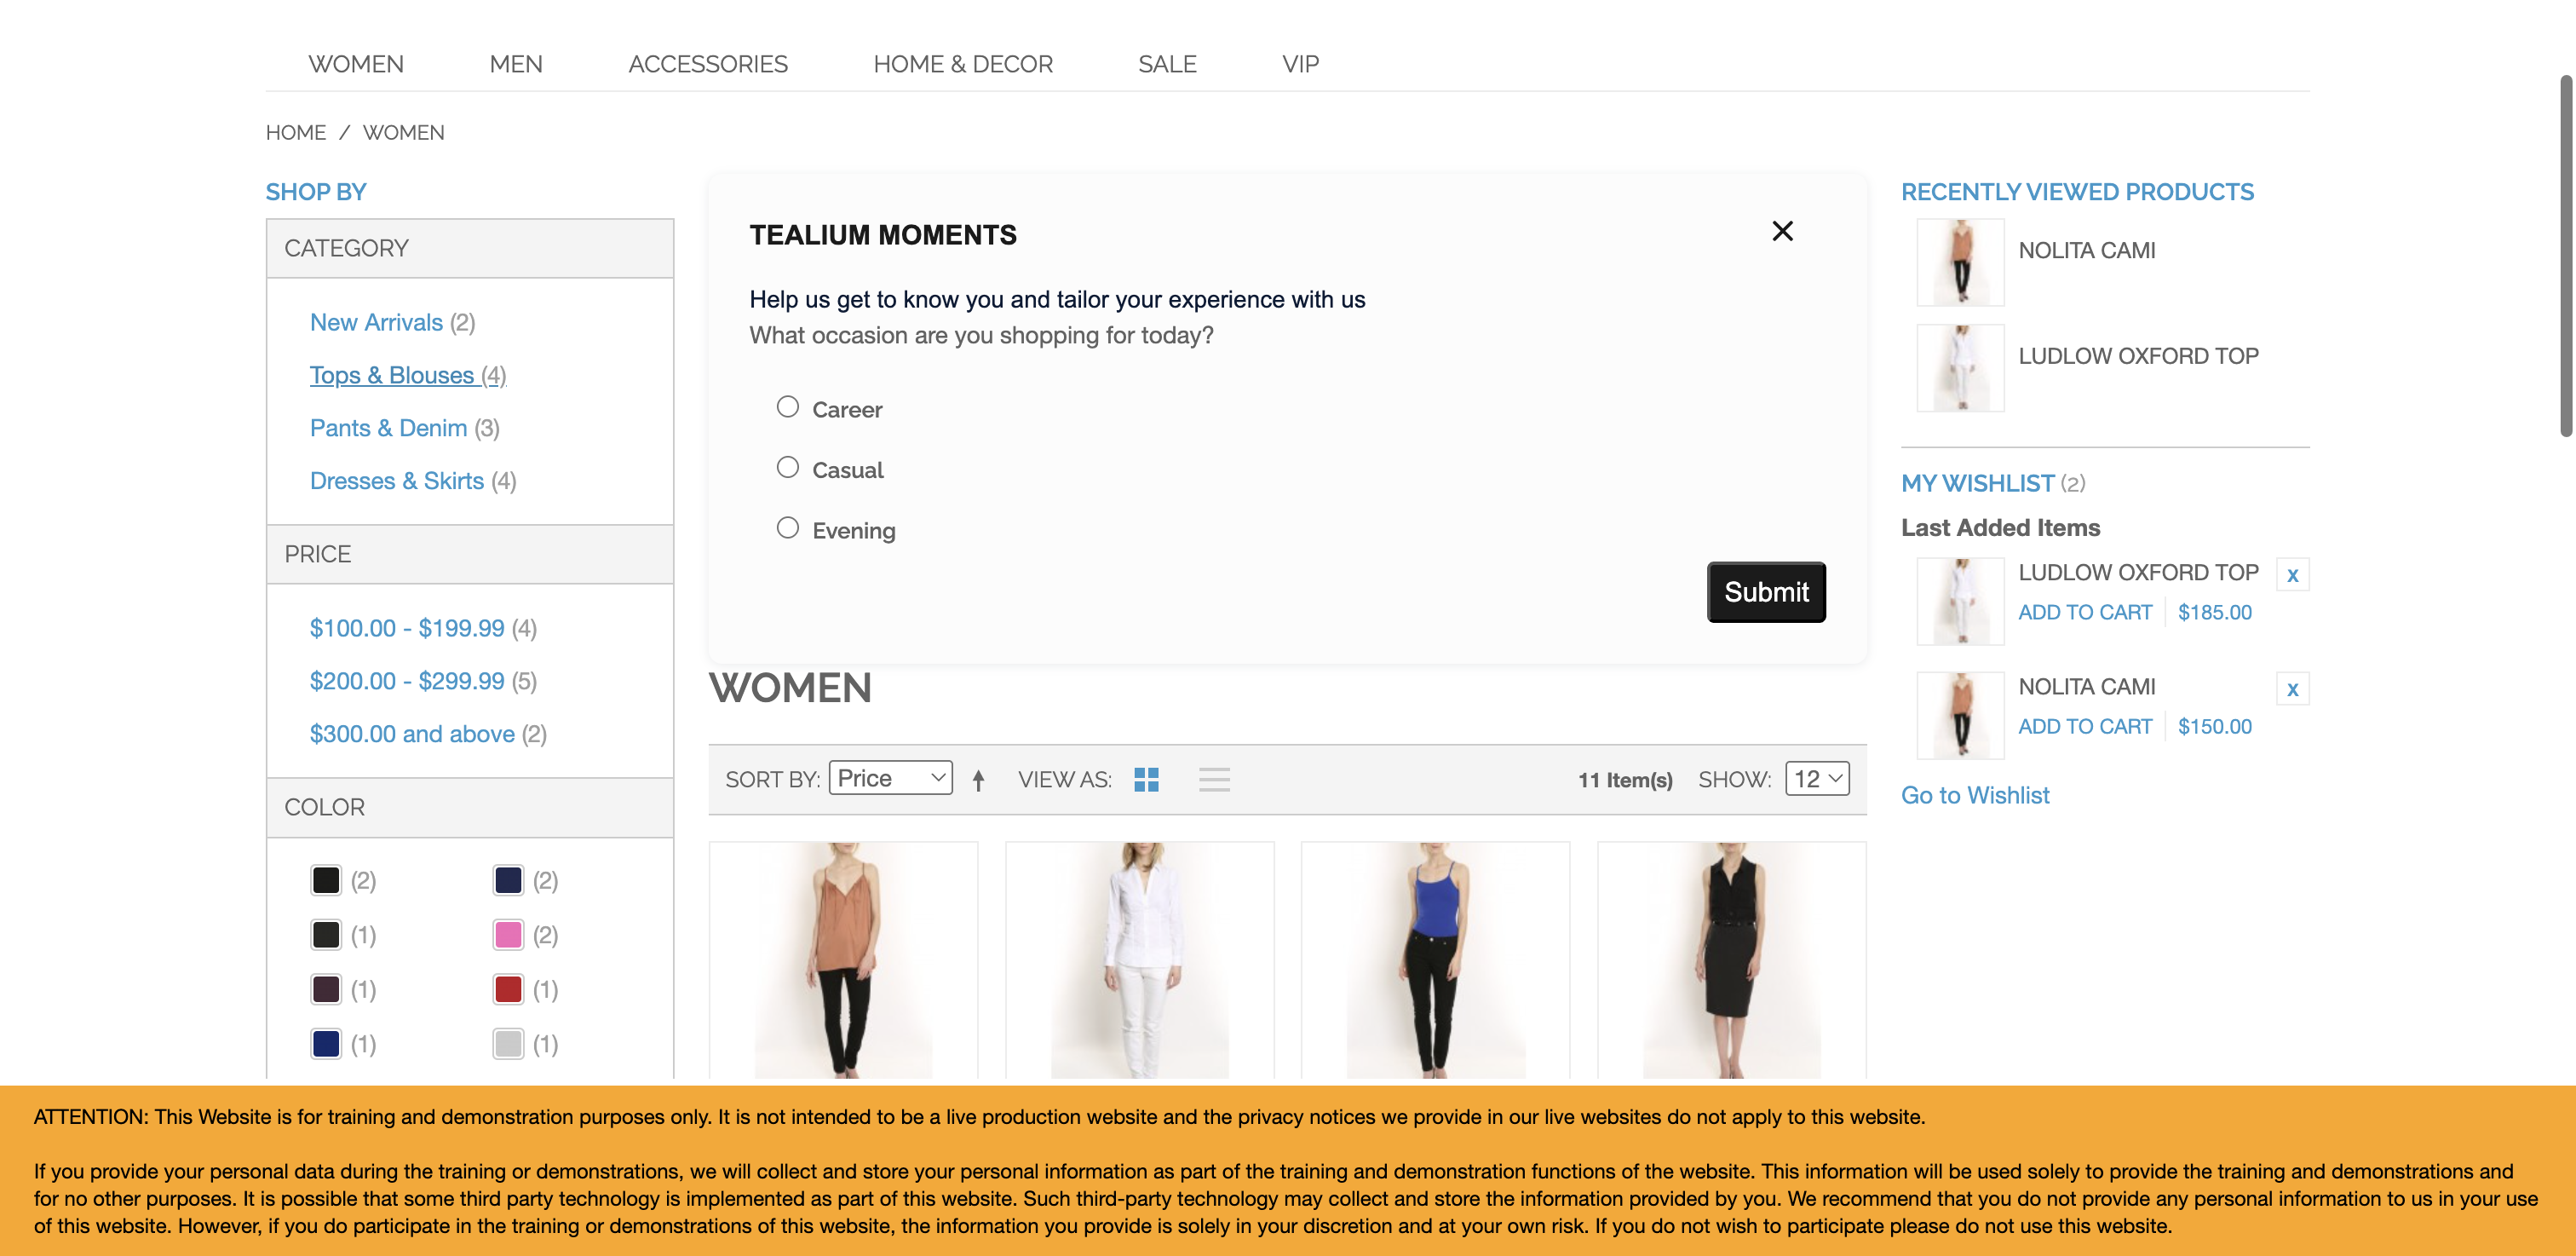 WOMEN MEN ACCESSORIES HOME & DECOR SALE VIP
HOME / WOMEN
SHOP BY
CATEGORY
New Arrivals (2)
Tops & Blouses (4)
Pants & Denim (3)
Dresses & Skirts (4)
PRICE
$100.00 - $199.99 (4)
$200.00 - $299.99 (5)
$300.00 and above (2)
COLOR
(2) (2)
(1) (2)
(1) (1)
(1) (1)
TEALIUM MOMENTS
Help us get to know you and tailor your experience with us
What occasion are you shopping for today?
Career
Casual
Evening
Submit
WOMEN
SORT BY: Price VIEW AS: 11 Item(s) SHOW: 12
RECENTLY VIEWED PRODUCTS
NOLITA CAMI
LUDLOW OXFORD TOP
MY WISHLIST (2)
Last Added Items
LUDLOW OXFORD TOP x
ADD TO CART $185.00
NOLITA CAMI x
ADD TO CART $150.00
Go to Wishlist
ATTENTION: This Website is for training and demonstration purposes only. It is not intended to be a live production website and the privacy notices we provide in our live websites do not apply to this website.
If you provide your personal data during the training or demonstrations, we will collect and store your personal information as part of the training and demonstration functions of the website. This information will be used solely to provide the training and demonstrations and
for no other purposes. It is possible that some third party technology is implemented as part of this website. Such third-party technology may collect and store the information provided by you. We recommend that you do not provide any personal information to us in your use
of this website. However, if you do participate in the training or demonstrations of this website, the information you provide is solely in your discretion and at your own risk. If you do not wish to participate please do not use this website.